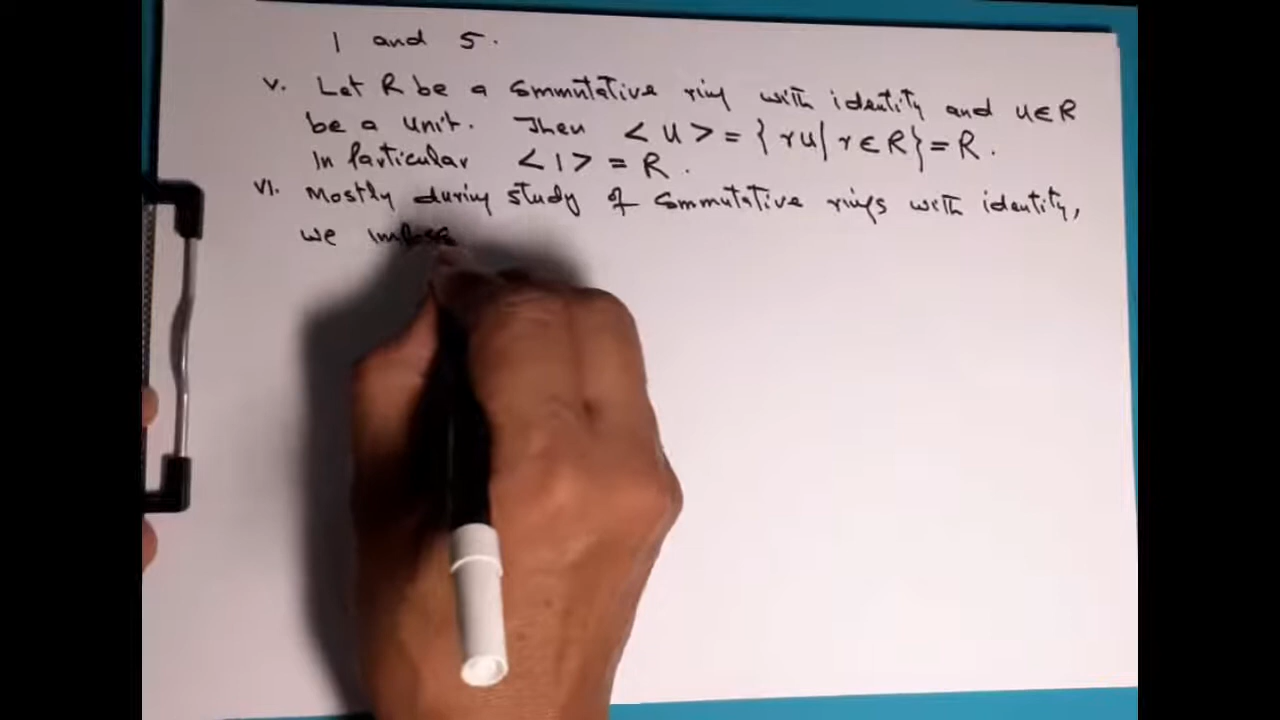 1 and 5.
v. Let R be a commutative ring with identity and u∈R
be a unit. Then <u> = {ru|r∈R}=R.
In particular <1> = R.
vi. Mostly during study of commutative rings with identity,
we impose